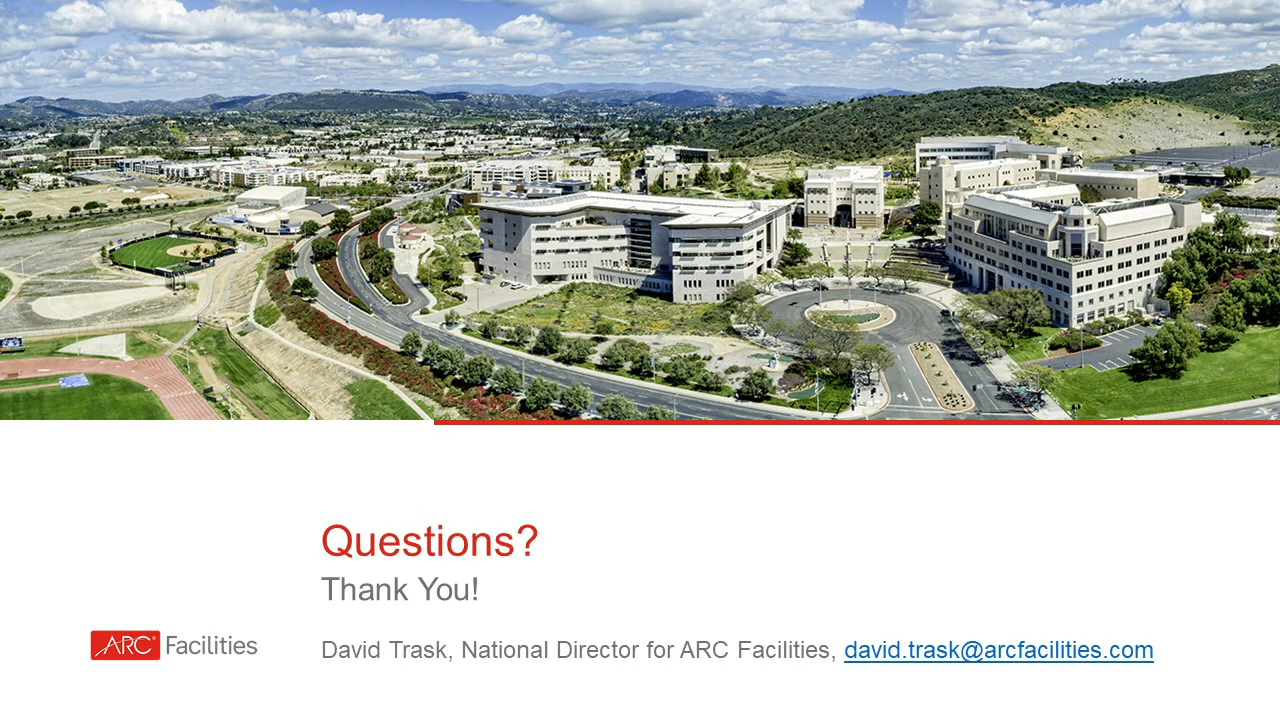 Questions?
Thank You!
ARC® Facilities
David Trask, National Director for ARC Facilities, david.trask@arcfacilities.com